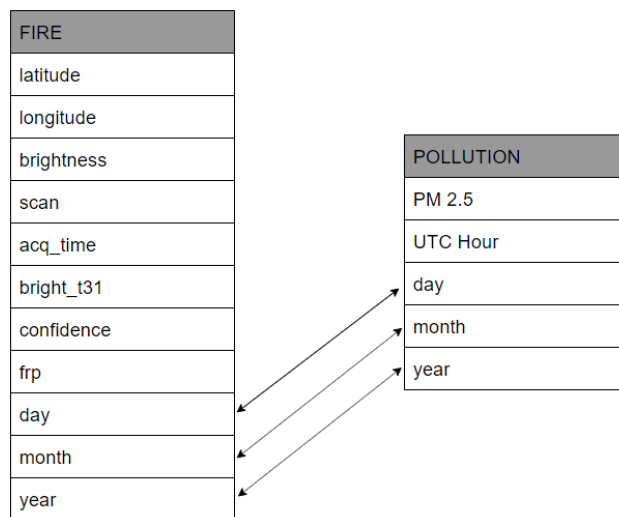 FIRE
latitude
longitude
brightness
scan
acq_time
bright_t31
confidence
frp
day
month
year
POLLUTION
PM 2.5
UTC Hour
day
month
year